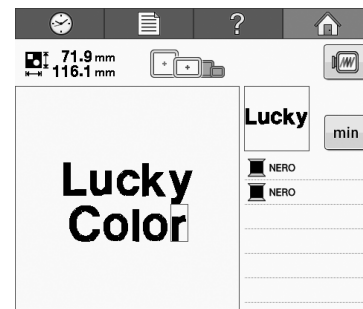 ?
71.9 mm
116.1 mm
Lucky
min
NERO
NERO
Lucky
Color